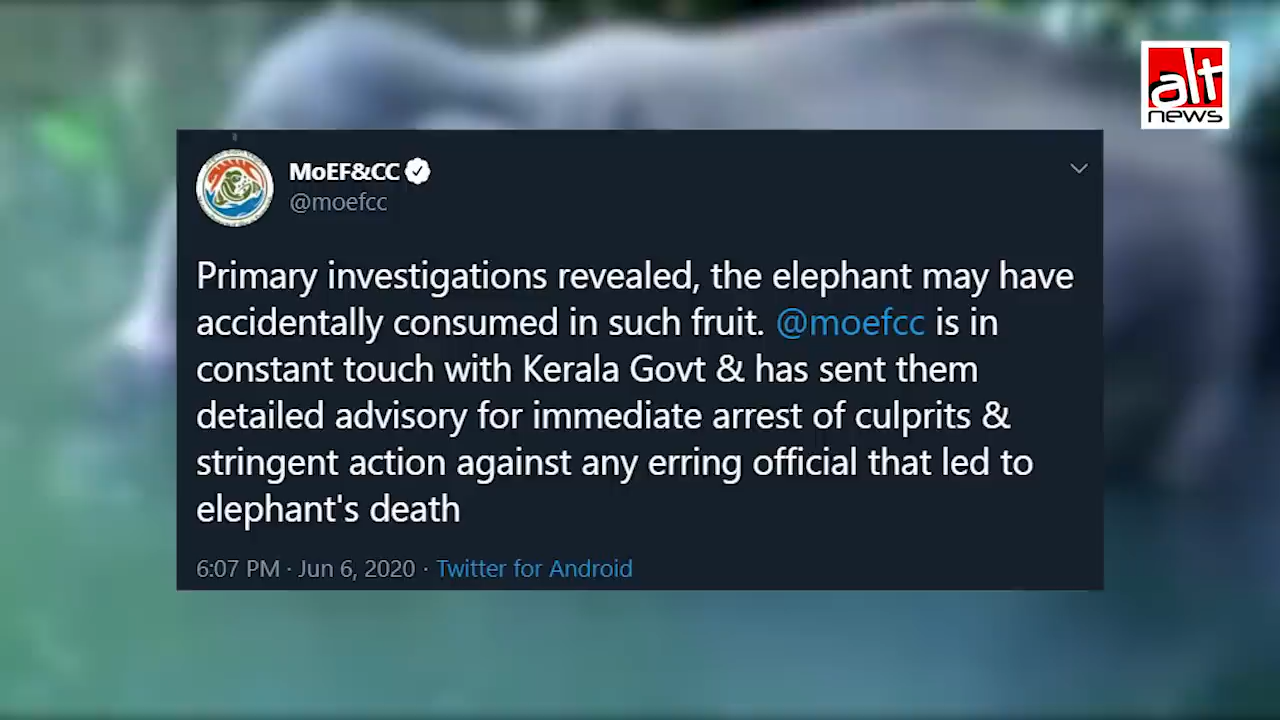 alt
news
MoEF&CC
@moefcc
Primary investigations revealed, the elephant may have
accidentally consumed in such fruit. @moefcc is in
constant touch with Kerala Govt & has sent them
detailed advisory for immediate arrest of culprits &
stringent action against any erring official that led to
elephant's death
6:07 PM · Jun 6, 2020 · Twitter for Android